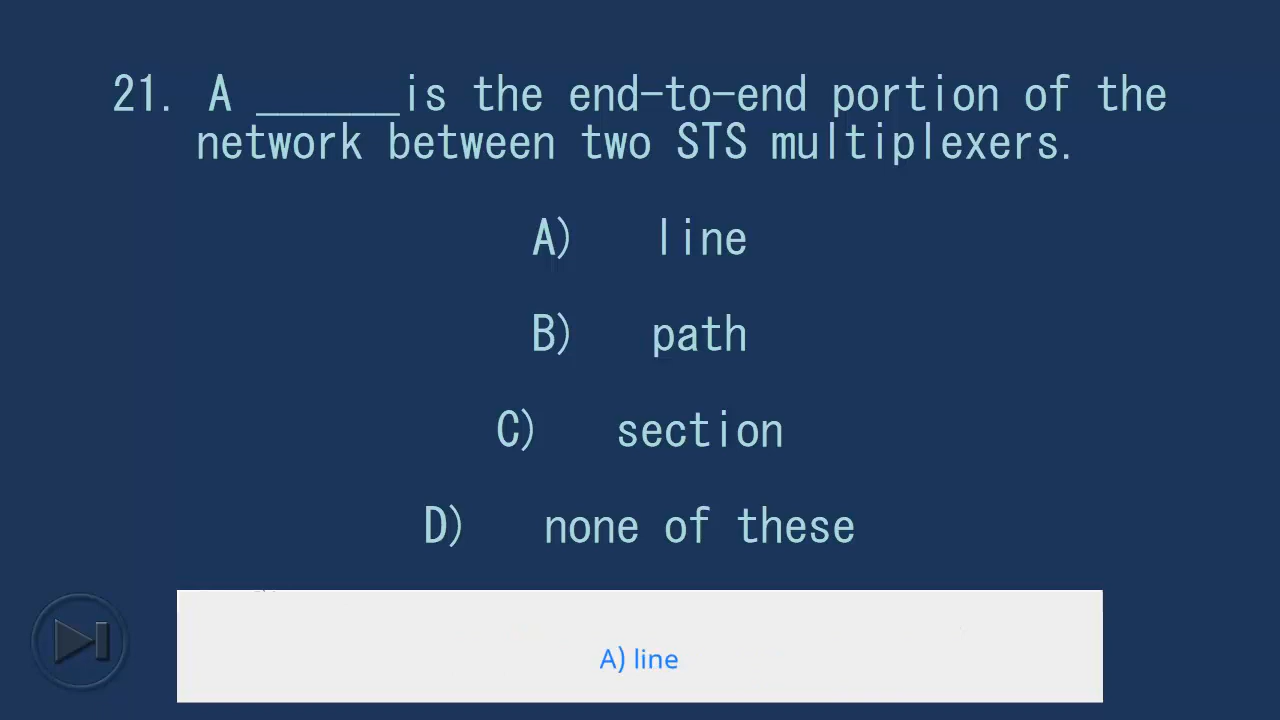 21. A ______is the end-to-end portion of the
network between two STS multiplexers.
A) line
B) path
C) section
D) none of these
A) line